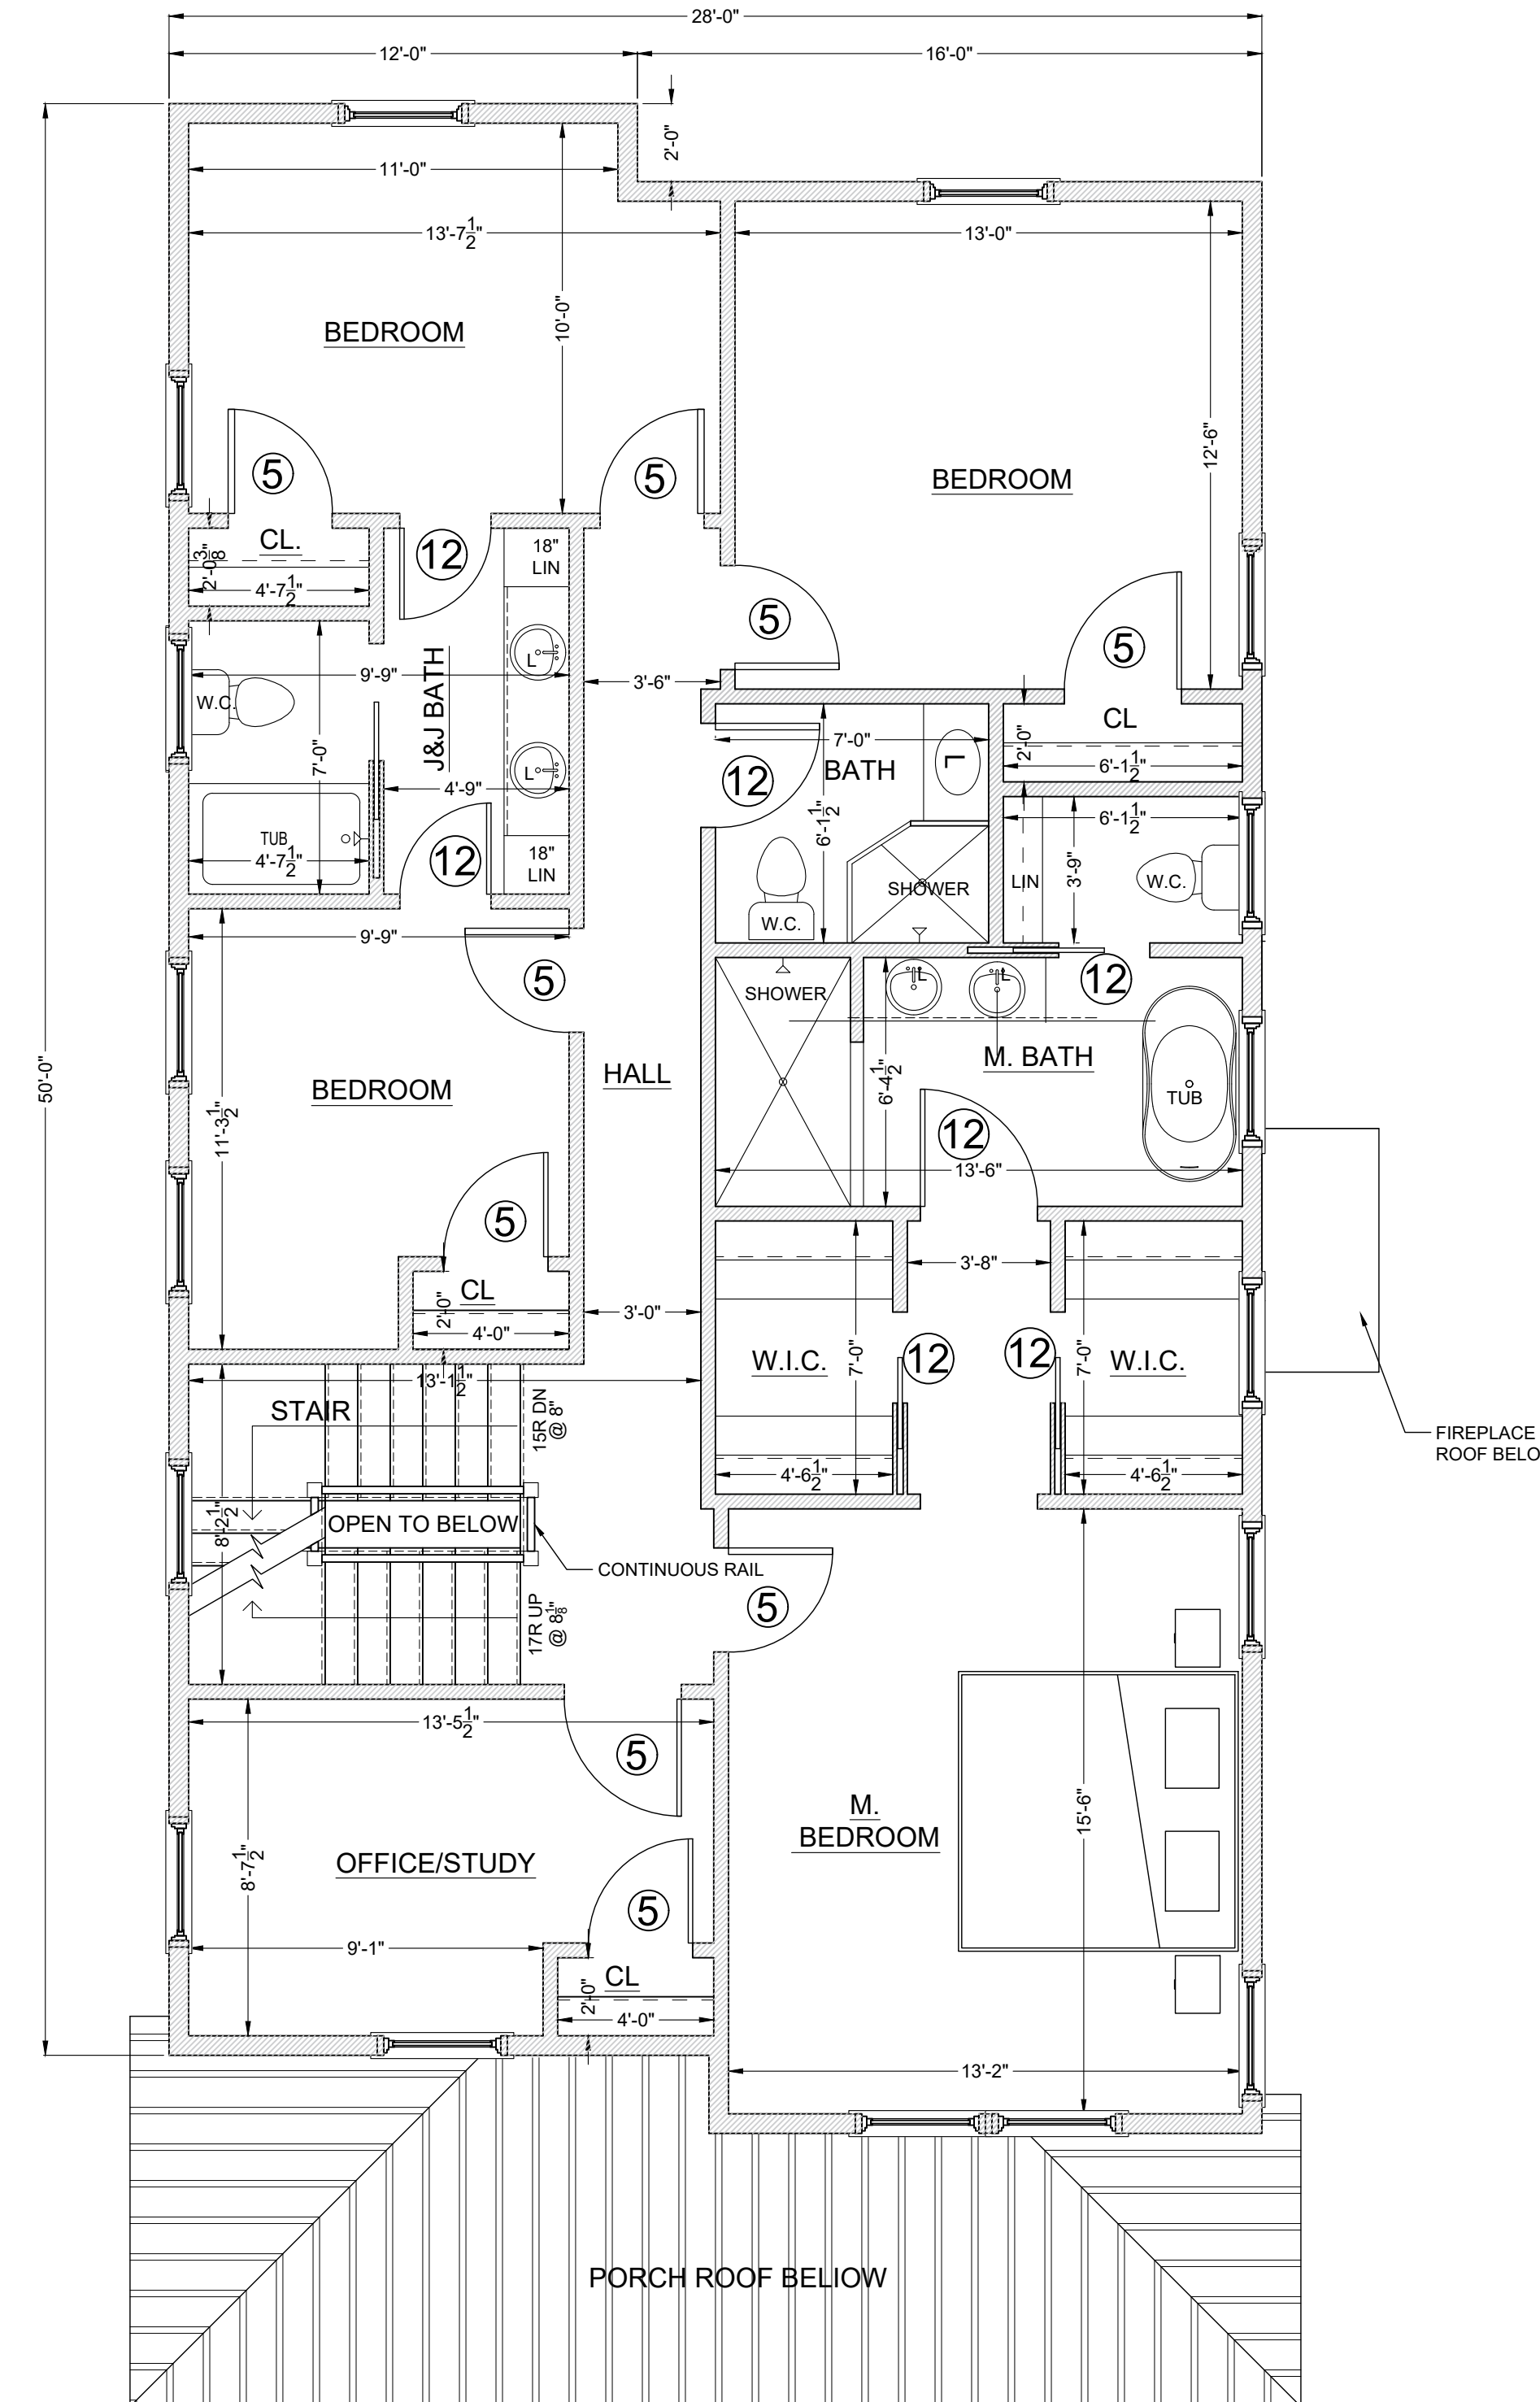 28'-0"
12'-0"
16'-0"
2'-0"
11'-0"
13'-7 1/2"
13'-0"
BEDROOM
10'-0"
12'-6"
BEDROOM
5
5
CL.
12
18"
LIN
2'-0 3/8"
4'-7 1/2"
5
5
L
9'-9"
J&J BATH
3'-6"
W.C.
CL
2'-0"
6'-1 1/2"
7'-0"
BATH
L
7'-0"
L
4'-9"
12
6'-1 1/2"
6'-1 1/2"
TUB
4'-7 1/2"
12
18"
LIN
SHOWER
LIN
3'-9"
W.C.
W.C.
9'-9"
5
12
SHOWER
L
L
50'-0"
BEDROOM
HALL
M. BATH
6'-4 1/2"
TUB
11'-3 1/2"
12
13'-6"
5
CL
2'-0"
4'-0"
3'-0"
3'-8"
12
12
W.I.C.
7'-0"
7'-0"
W.I.C.
13'-1 1/2"
STAIR
15R DN
@ 8"
FIREPLACE
ROOF BELO
4'-6 1/2"
4'-6 1/2"
8'-2 1/2"
OPEN TO BELOW
CONTINUOUS RAIL
17R UP
@ 8 1/8"
5
13'-5 1/2"
5
M.
BEDROOM
15'-6"
8'-7 1/2"
OFFICE/STUDY
5
9'-1"
CL
2'-0"
4'-0"
13'-2"
PORCH ROOF BELIOW